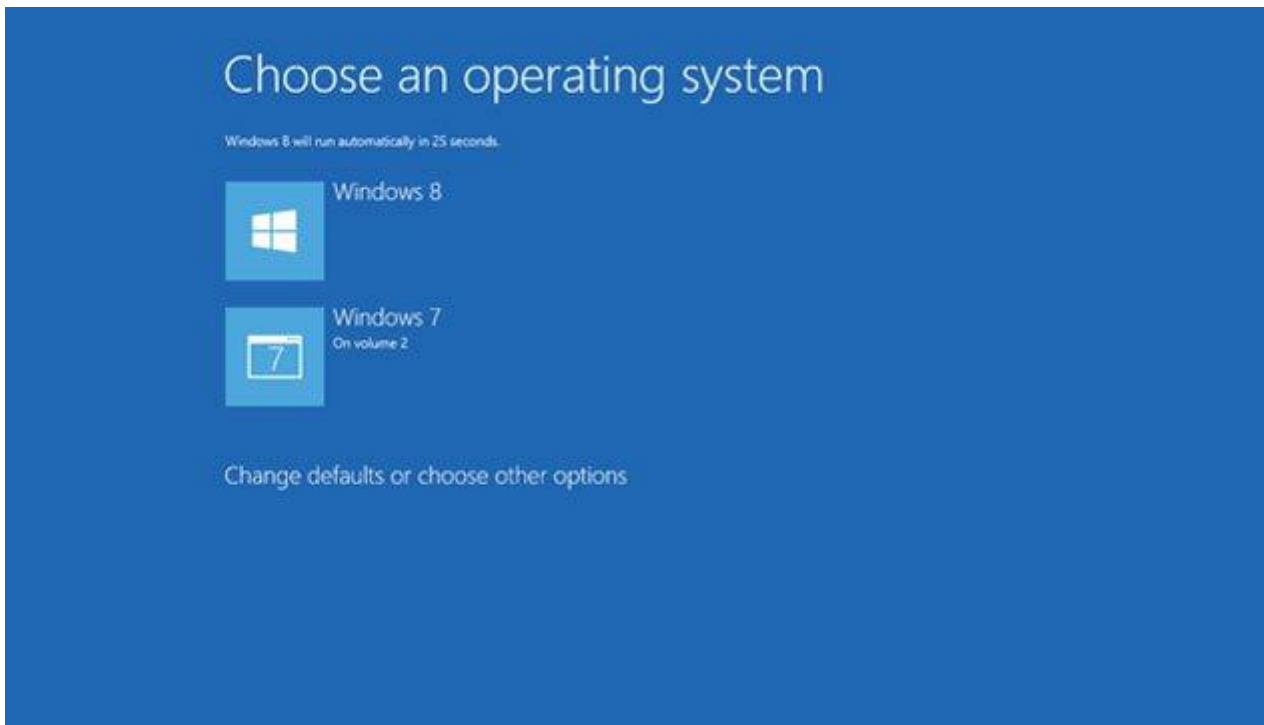 Choose an operating system
Windows 8 will run automatically in 25 seconds.
Windows 8
Windows 7
On volume 2
7
Change defaults or choose other options